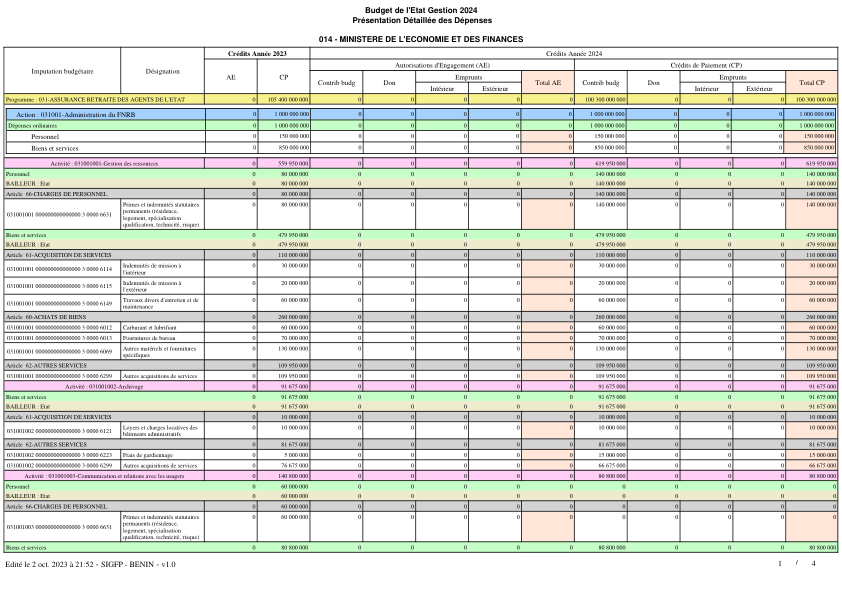 Budget de l'Etat Gestion 2024
Présentation Détaillée des Dépenses
014 - MINISTERE DE L'ECONOMIE ET DES FINANCES
Imputation budgétaire Désignation Crédits Année 2023 Crédits Année 2024
AE CP Autorisations d'Engagement (AE) Crédits de Paiement (CP)
Contrib budg Don Emprunts Total AE Contrib budg Don Emprunts Total CP
Intérieur Extérieur Intérieur Extérieur
Programme : 031-ASSURANCE RETRAITE DES AGENTS DE L'ETAT 0 105 400 000 000 0 0 0 0 0 100 300 000 000 0 0 0 100 300 000 000
Action : 031001-Administration du FNRB 0 1 000 000 000 0 0 0 0 0 1 000 000 000 0 0 0 1 000 000 000
Dépenses ordinaires 0 1 000 000 000 0 0 0 0 0 1 000 000 000 0 0 0 1 000 000 000
Personnel 0 150 000 000 0 0 0 0 0 150 000 000 0 0 0 150 000 000
Biens et services 0 850 000 000 0 0 0 0 0 850 000 000 0 0 0 850 000 000
Activité : 031001001-Gestion des ressources 0 559 950 000 0 0 0 0 0 619 950 000 0 0 0 619 950 000
Personnel 0 80 000 000 0 0 0 0 0 140 000 000 0 0 0 140 000 000
BAILLEUR : Etat 0 80 000 000 0 0 0 0 0 140 000 000 0 0 0 140 000 000
Article 66-CHARGES DE PERSONNEL 0 80 000 000 0 0 0 0 0 140 000 000 0 0 0 140 000 000
031001001 0000000000000000 3 0000 6631 Primes et indemnités statutaires permanents (résidence, logement, spécialisation qualification, technicité, risque) 0 80 000 000 0 0 0 0 0 140 000 000 0 0 0 140 000 000
Biens et services 0 479 950 000 0 0 0 0 0 479 950 000 0 0 0 479 950 000
BAILLEUR : Etat 0 479 950 000 0 0 0 0 0 479 950 000 0 0 0 479 950 000
Article 61-ACQUISITION DE SERVICES 0 110 000 000 0 0 0 0 0 110 000 000 0 0 0 110 000 000
031001001 0000000000000000 3 0000 6114 Indemnités de mission à l'intérieur 0 30 000 000 0 0 0 0 0 30 000 000 0 0 0 30 000 000
031001001 0000000000000000 3 0000 6115 Indemnités de mission à l'extérieur 0 20 000 000 0 0 0 0 0 20 000 000 0 0 0 20 000 000
031001001 0000000000000000 3 0000 6149 Travaux divers d'entretien et de maintenance 0 60 000 000 0 0 0 0 0 60 000 000 0 0 0 60 000 000
Article 60-ACHATS DE BIENS 0 260 000 000 0 0 0 0 0 260 000 000 0 0 0 260 000 000
031001001 0000000000000000 3 0000 6012 Carburant et lubrifiant 0 60 000 000 0 0 0 0 0 60 000 000 0 0 0 60 000 000
031001001 0000000000000000 3 0000 6013 Fournitures de bureau 0 70 000 000 0 0 0 0 0 70 000 000 0 0 0 70 000 000
031001001 0000000000000000 3 0000 6069 Autres matériels et fournitures spécifiques 0 130 000 000 0 0 0 0 0 130 000 000 0 0 0 130 000 000
Article 62-AUTRES SERVICES 0 109 950 000 0 0 0 0 0 109 950 000 0 0 0 109 950 000
031001001 0000000000000000 3 0000 6299 Autres acquisitions de services 0 109 950 000 0 0 0 0 0 109 950 000 0 0 0 109 950 000
Activité : 031001002-Archivage 0 91 675 000 0 0 0 0 0 91 675 000 0 0 0 91 675 000
Biens et services 0 91 675 000 0 0 0 0 0 91 675 000 0 0 0 91 675 000
BAILLEUR : Etat 0 91 675 000 0 0 0 0 0 91 675 000 0 0 0 91 675 000
Article 61-ACQUISITION DE SERVICES 0 10 000 000 0 0 0 0 0 10 000 000 0 0 0 10 000 000
031001002 0000000000000000 3 0000 6121 Loyers et charges locatives des bâtiments administratifs 0 10 000 000 0 0 0 0 0 10 000 000 0 0 0 10 000 000
Article 62-AUTRES SERVICES 0 81 675 000 0 0 0 0 0 81 675 000 0 0 0 81 675 000
031001002 0000000000000000 3 0000 6223 Frais de gardiennage 0 5 000 000 0 0 0 0 0 15 000 000 0 0 0 15 000 000
031001002 0000000000000000 3 0000 6299 Autres acquisitions de services 0 76 675 000 0 0 0 0 0 66 675 000 0 0 0 66 675 000
Activité : 031001003-Communication et relations avec les usagers 0 140 800 000 0 0 0 0 0 80 800 000 0 0 0 80 800 000
Personnel 0 60 000 000 0 0 0 0 0 0 0 0 0 0
BAILLEUR : Etat 0 60 000 000 0 0 0 0 0 0 0 0 0 0
Article 66-CHARGES DE PERSONNEL 0 60 000 000 0 0 0 0 0 0 0 0 0 0
031001003 0000000000000000 3 0000 6631 Primes et indemnités statutaires permanents (résidence, logement, spécialisation qualification, technicité, risque) 0 60 000 000 0 0 0 0 0 0 0 0 0 0
Biens et services 0 80 800 000 0 0 0 0 0 80 800 000 0 0 0 80 800 000
Edité le 2 oct. 2023 à 21:52 - SIGFP - BENIN - v1.0 1 / 4